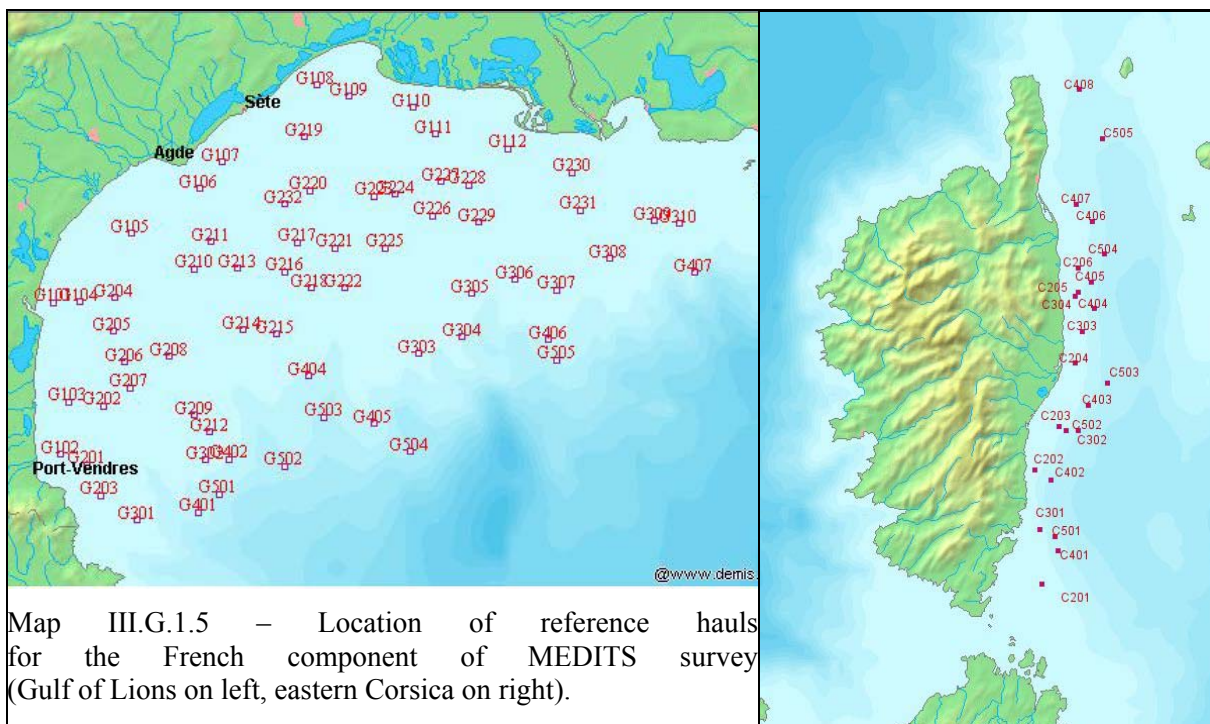 G108
G109
Sète
G110
G219
G111
G112
Agde
G107
G230
G106
G220
G227
G228
G223
G224
G232
G226
G229
G231
G309
G310
G105
G211
G217
G221
G225
G210
G213
G216
G308
G407
G218
G222
G306
G305
G307
G101
G104
G204
G205
G214
G215
G304
G406
G206
G208
G303
G505
G207
G404
G103
G202
G209
G503
G405
G212
G102
G201
G302
G402
G504
G502
Port-Vendres
G203
G501
G401
G301
@www.demis.
Map III.G.1.5 – Location of reference hauls
for the French component of MEDITS survey
(Gulf of Lions on left, eastern Corsica on right).
C408
C505
C407
C406
C504
C206
C405
C205
C304
C404
C303
C204
C503
C403
C203
C502
C302
C202
C402
C301
C501
C401
C201